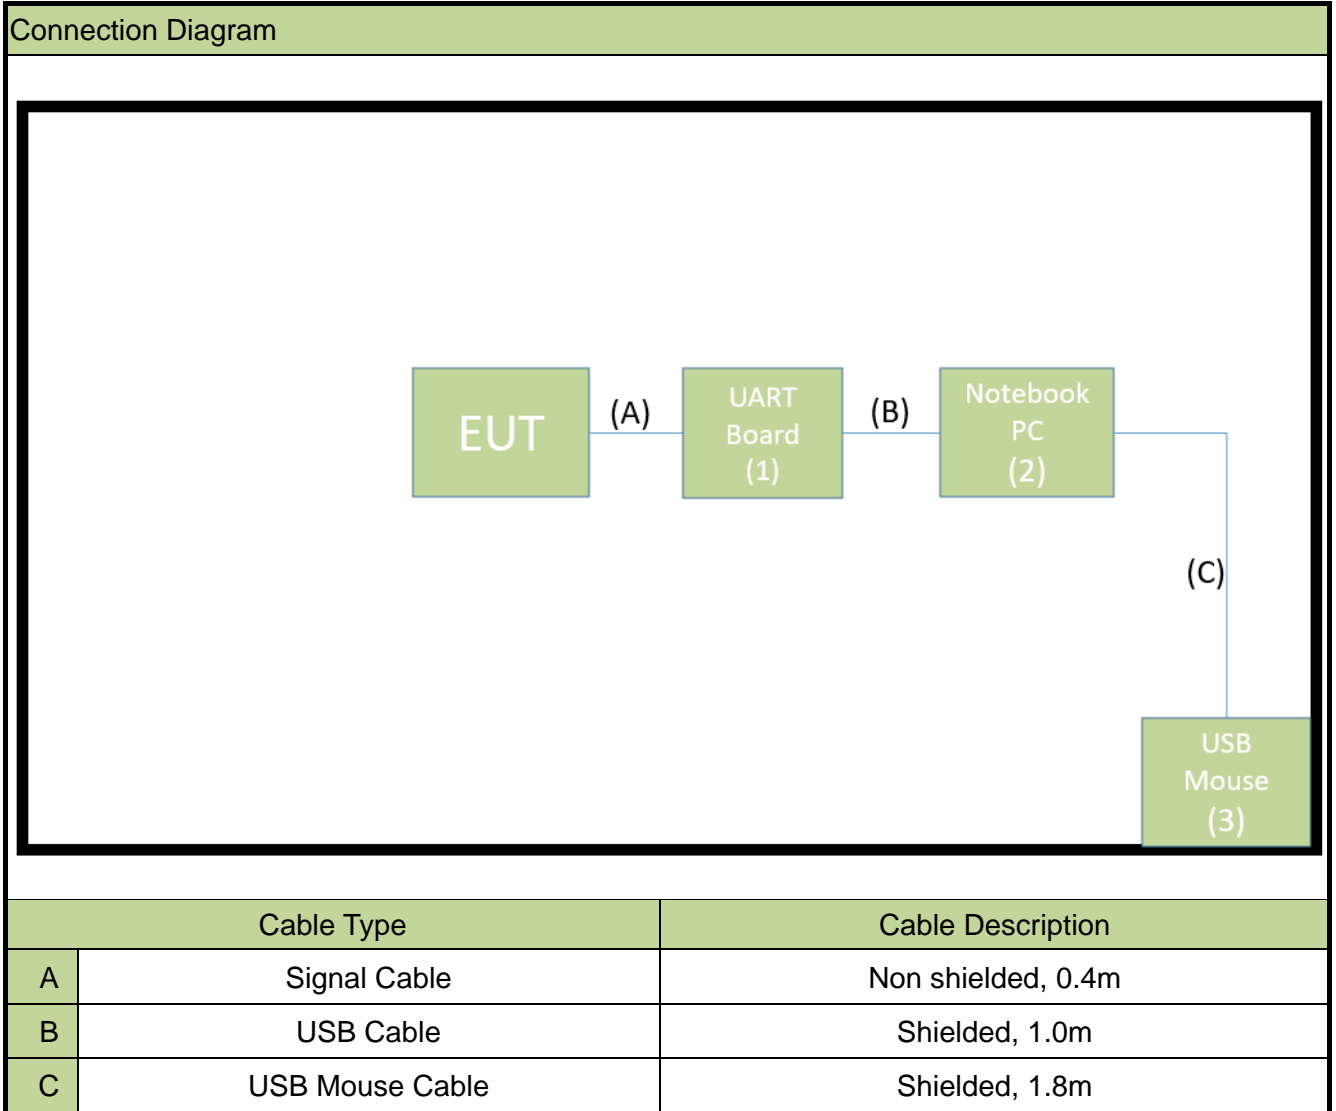 Connection Diagram
EUT
(A)
UART
Board
(1)
(B)
Notebook
PC
(2)
(C)
USB
Mouse
(3)
Cable Type Cable Description
A Signal Cable Non shielded, 0.4m
B USB Cable Shielded, 1.0m
C USB Mouse Cable Shielded, 1.8m